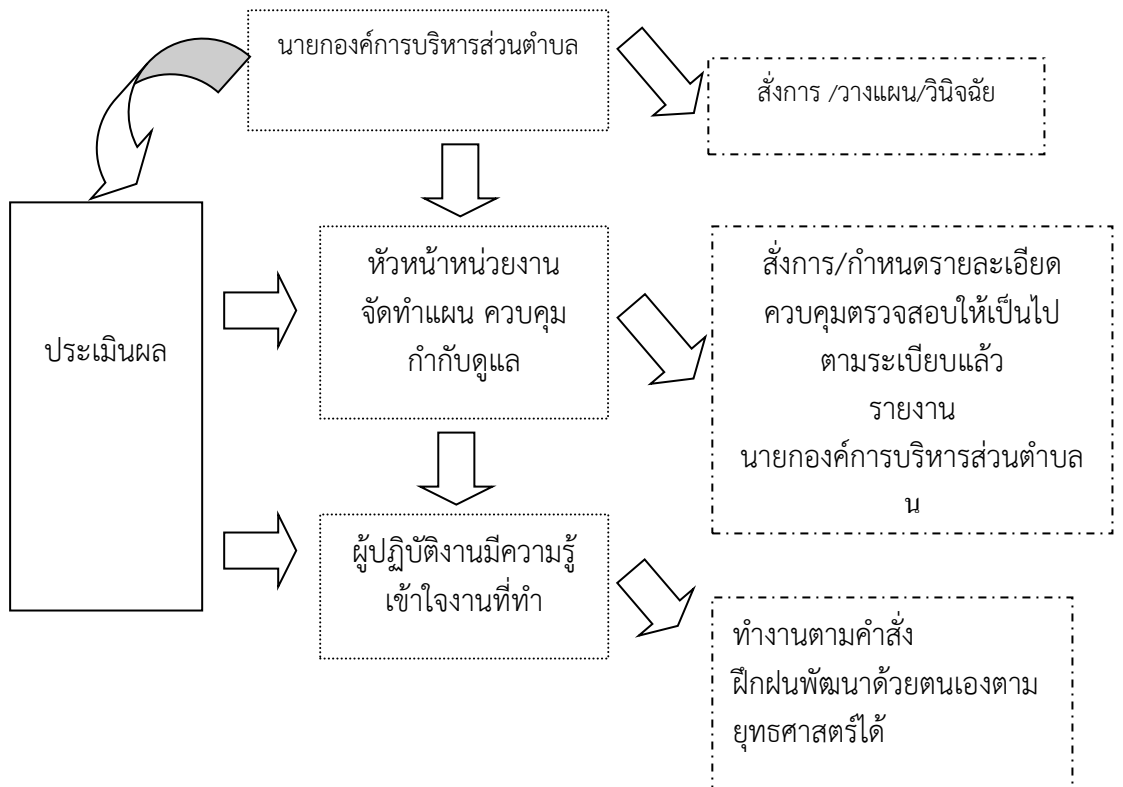 นายกองค์การบริหารส่วนตำบล
สั่งการ /วางแผน/วินิจฉัย
ประเมินผล
หัวหน้าหน่วยงาน
จัดทำแผน ควบคุม
กำกับดูแล
สั่งการ/กำหนดรายละเอียด
ควบคุมตรวจสอบให้เป็นไป
ตามระเบียบแล้ว
รายงาน
นายกองค์การบริหารส่วนตำบล
น
ผู้ปฏิบัติงานมีความรู้
เข้าใจงานที่ทำ
ทำงานตามคำสั่ง
ฝึกฝนพัฒนาด้วยตนเองตาม
ยุทธศาสตร์ได้